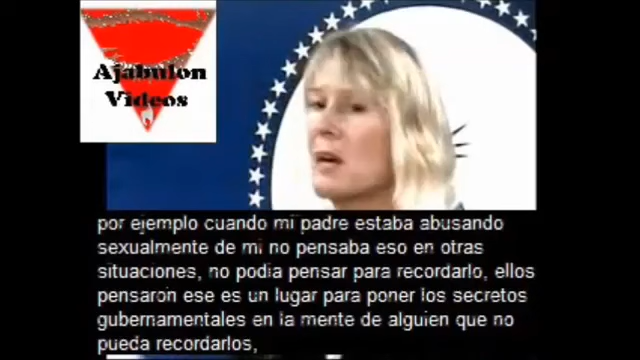 Ajabulon
Videos
por ejemplo cuando mi padre estaba abusando
sexualmente de mi no pensaba eso en otras
situaciones, no podia pensar para recordarlo, ellos
pensaron ese es un lugar para poner los secretos
gubernamentales en la mente de alguien que no
pueda recordarlos,